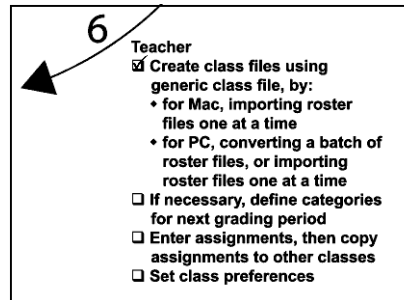 6
Teacher
☑ Create class files using
generic class file, by:
• for Mac, importing roster
files one at a time
• for PC, converting a batch of
roster files, or importing
roster files one at a time
☐ If necessary, define categories
for next grading period
☐ Enter assignments, then copy
assignments to other classes
☐ Set class preferences